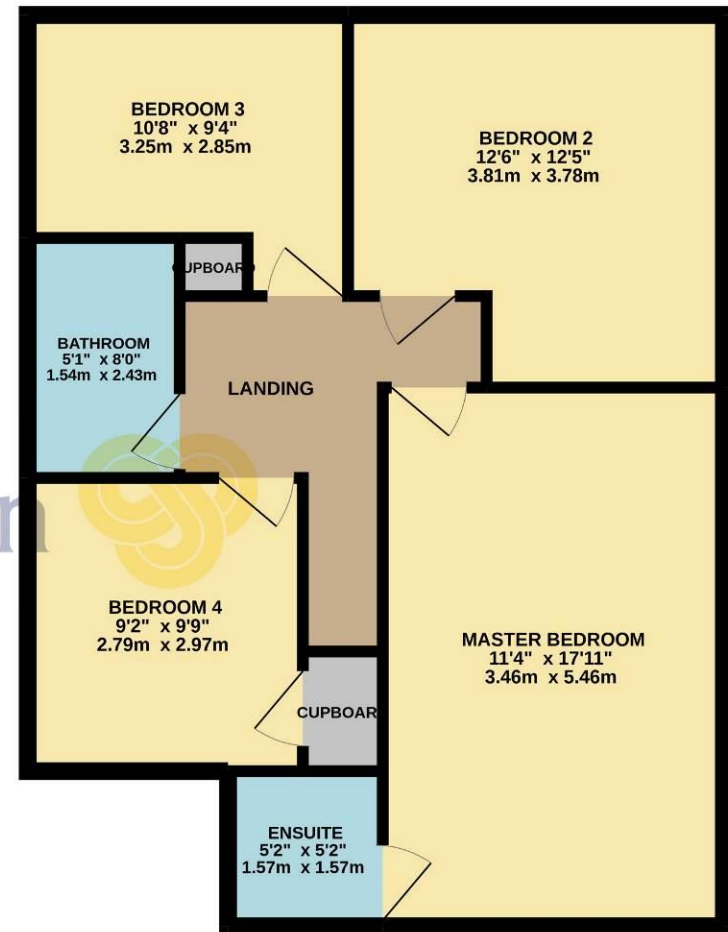 BEDROOM 3
10'8" x 9'4"
3.25m x 2.85m
BEDROOM 2
12'6" x 12'5"
3.81m x 3.78m
CUPBOARD
BATHROOM
5'1" x 8'0"
1.54m x 2.43m
LANDING
n
BEDROOM 4
9'2" x 9'9"
2.79m x 2.97m
MASTER BEDROOM
11'4" x 17'11"
3.46m x 5.46m
CUPBOAR
ENSUITE
5'2" x 5'2"
1.57m x 1.57m